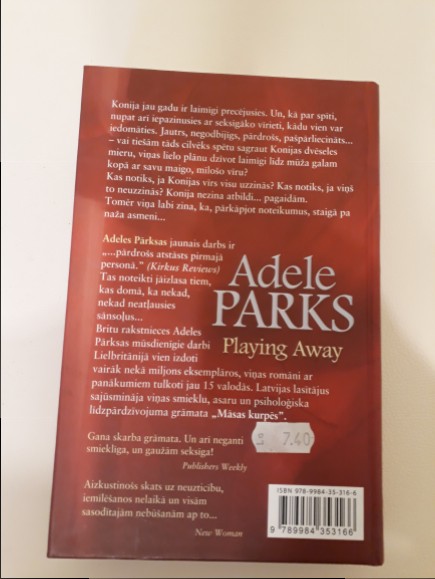 Konija jau gadu ir laimīgi precējusies. Un, kā par spīti,
nupat arī iepazinusies ar seksīgāko vīrieti, kādu vien var
iedomāties. Jautrs, negodbijīgs, pārdrošs, pašpārliecināts...
– vai tiešām tāds cilvēks spētu sagraut Konijas dvēseles
mieru, viņas lielo plānu dzīvot laimīgi līdz mūža galam
kopā ar savu maigo, mīlošo vīru?
Kas notiks, ja Konijas vīrs visu uzzinās? Kas notiks, ja viņš
to neuzzinās? Konija nezina atbildi... pagaidām.
Tomēr viņa labi zina, ka, pārkāpjot noteikumus, staigā pa
naža asmeni...
Adeles Pārksas jaunais darbs ir
„...pārdrošs atstāsts pirmajā
personā.” (Kirkus Reviews)
Tas noteikti jāizlasa tiem,
kas domā, ka nekad,
nekad neatļausies
sānsoļus...
Britu rakstnieces Adeles
Pārksas mūsdienīgie darbi
Lielbritānijā vien izdoti
vairāk nekā miljons eksemplāros, viņas romāni ar
panākumiem tulkoti jau 15 valodās. Latvijas lasītājus
sajūsmināja viņas smieklu, asaru un psiholoģiska
līdzpārdzīvojuma grāmata „Māsas kurpēs”.
Adele
PARKS
Playing Away
7.40
Gana skarba grāmata. Un arī neganti
smieklīga, un gaužām seksīga!
Publishers Weekly
Aizkustinošs skats uz neuzticību,
iemīlēšanos nelaikā un visām
sasodītajām nebūšanām ap to...
New Woman
ISBN 978-9984-35-316-6
9 789984 353166